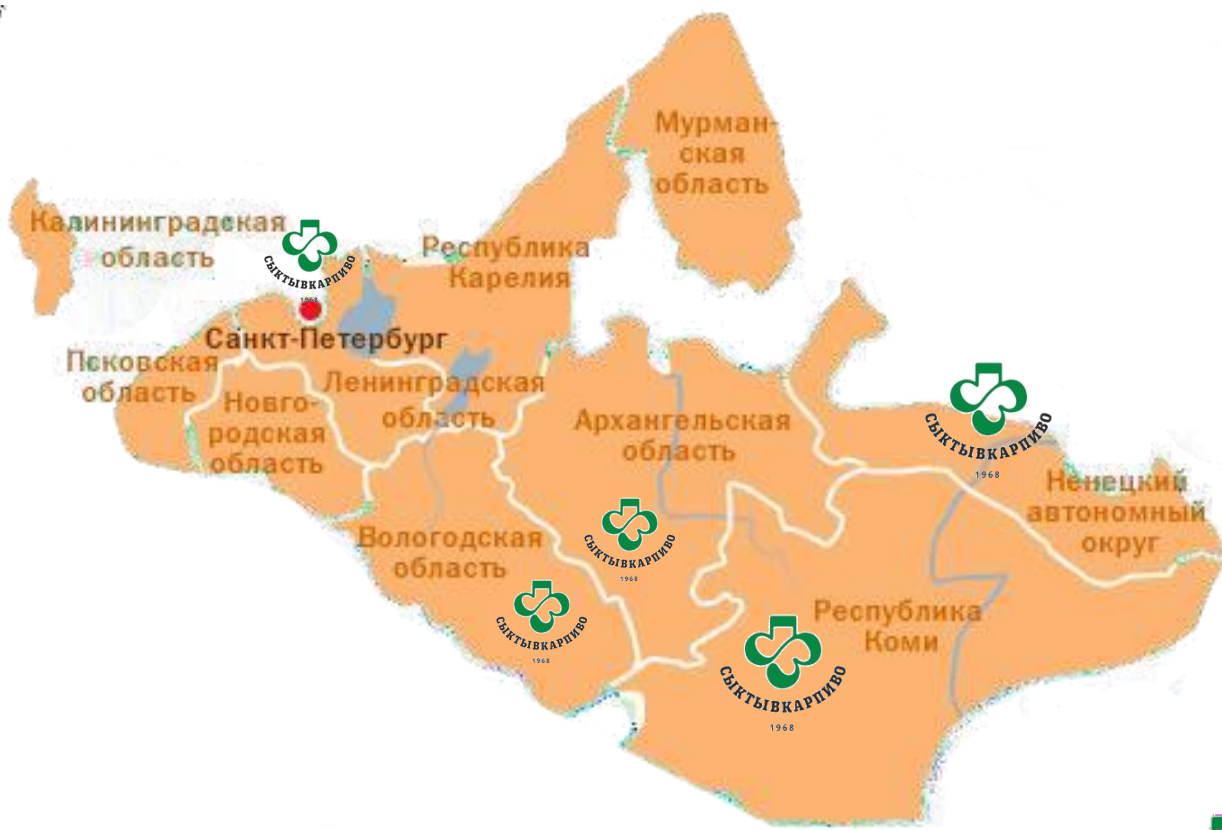 Мурман-
ская
область
Калининградская
область
СЫКТЫВКАРПИВО
1968
Республика
Карелия
Санкт-Петербург
Псковская
область
Ленинградская
область
Новго-
родская
область
Архангельская
область
СЫКТЫВКАРПИВО
1968
Ненецкий
автономный
округ
Вологодская
область
СЫКТЫВКАРПИВО
1968
СЫКТЫВКАРПИВО
1968
Республика
Коми
СЫКТЫВКАРПИВО
1968